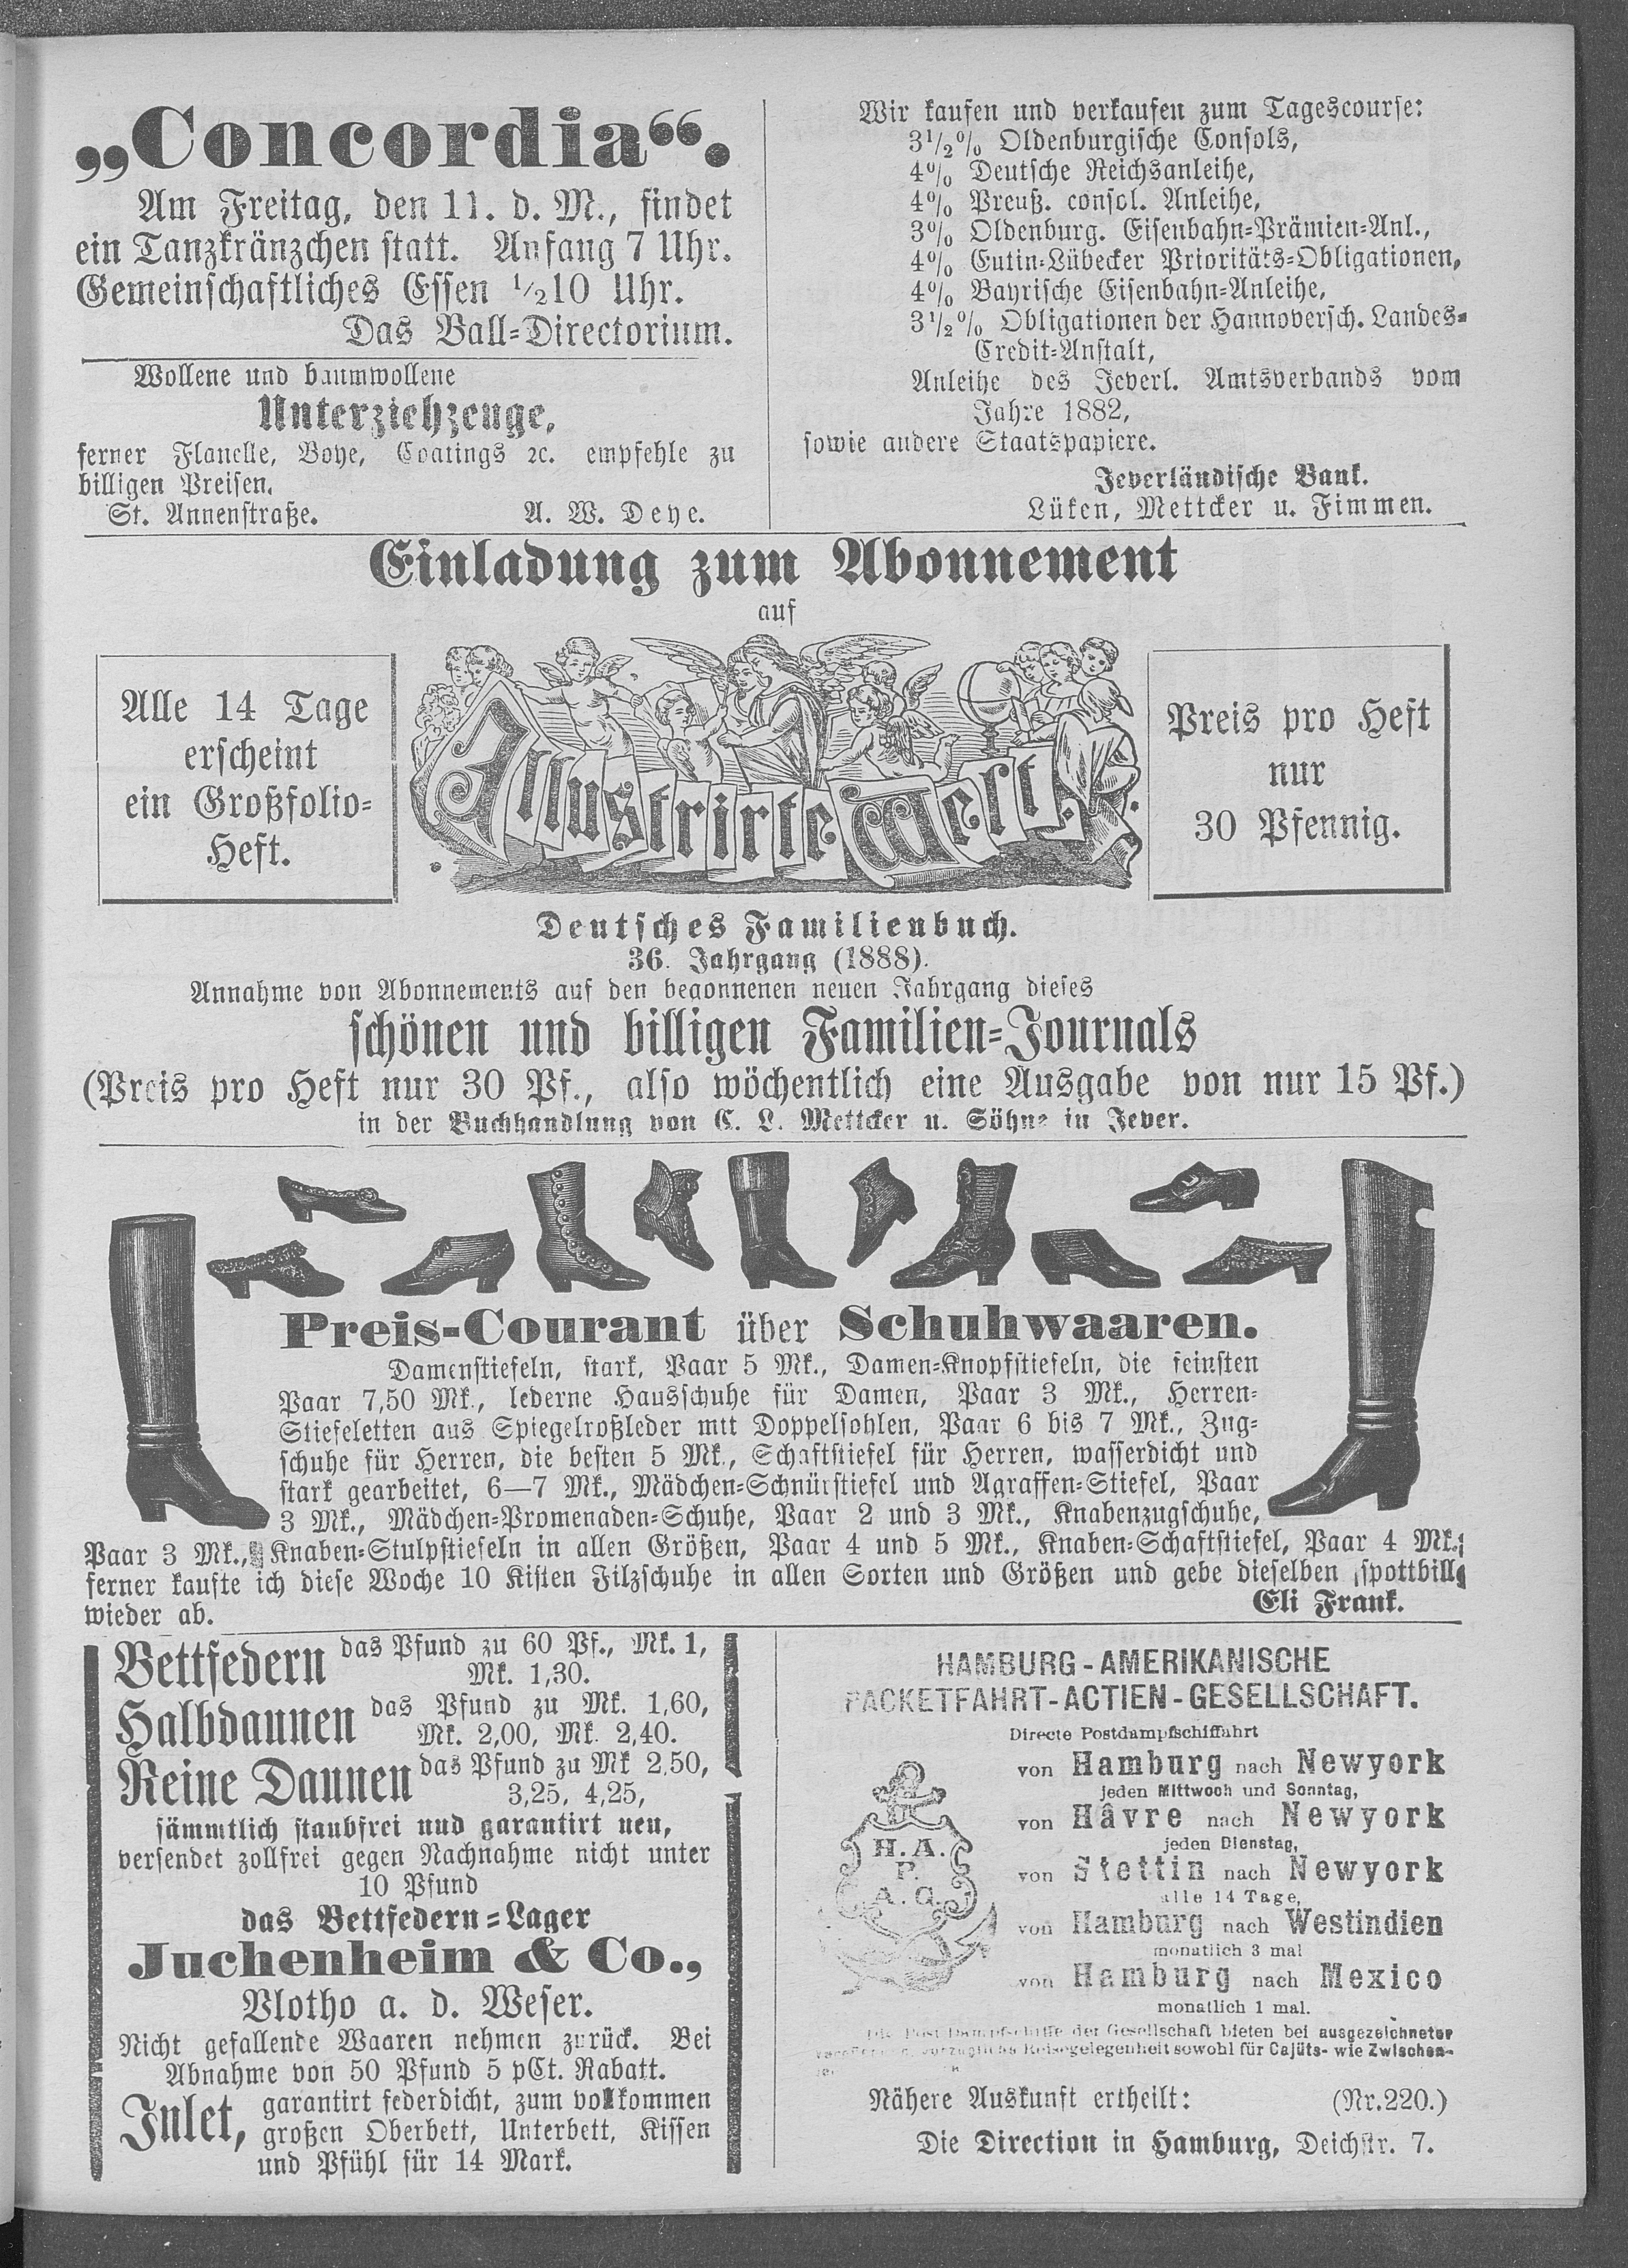 „Concordia“.
Am Freitag, den 11. d. M., findet
ein Tanzkränzchen statt. Anfang 7 Uhr.
Gemeinschaftliches Essen ½10 Uhr.
Das Ball-Directorium.
Wollene und baumwollene
Unterziehzeuge,
ferner Flanelle, Boye, Coatings ꝛc. empfehle zu
billigen Preisen.
St. Annenstraße. A. W. Deye.
Wir kaufen und verkaufen zum Tagescourse:
3½% Oldenburgische Consols,
4% Deutsche Reichsanleihe,
4% Preuß. consol. Anleihe,
3% Oldenburg. Eisenbahn-Prämien-Anl.,
4% Eutin-Lübecker Prioritäts-Obligationen,
4% Bayrische Eisenbahn-Anleihe,
3½% Obligationen der Hannoversch. Landes-
Credit-Anstalt,
Anleihe des Jeverl. Amtsverbands vom
Jahre 1882,
sowie andere Staatspapiere.
Jeverländische Bank.
Lüken, Mettcker u. Fimmen.
Einladung zum Abonnement
auf
Alle 14 Tage
erscheint
ein Großfolio-
Heft.
Illustrirte Welt.
Preis pro Heft
nur
30 Pfennig.
Deutsches Familienbuch.
36. Jahrgang (1888).
Annahme von Abonnements auf den begonnenen neuen Jahrgang dieses
schönen und billigen Familien-Journals
(Preis pro Heft nur 30 Pf., also wöchentlich eine Ausgabe von nur 15 Pf.)
in der Buchhandlung von C. L. Mettcker u. Söhne in Jever.
Preis-Courant über Schuhwaaren.
Damenstiefeln, stark, Paar 5 Mk., Damen-Knopfstiefeln, die feinsten
Paar 7,50 Mk., lederne Hausschuhe für Damen, Paar 3 Mk., Herren-
Stiefeletten aus Spiegelroßleder mit Doppelsohlen, Paar 6 bis 7 Mk., Zug-
schuhe für Herren, die besten 5 Mk., Schaftstiefel für Herren, wasserdicht und
stark gearbeitet, 6—7 Mk., Mädchen-Schnürstiefel und Agraffen-Stiefel, Paar
3 Mk., Mädchen-Promenaden-Schuhe, Paar 2 und 3 Mk., Knabenzugschuhe,
Paar 3 Mk., Knaben-Stulpstiefeln in allen Größen, Paar 4 und 5 Mk., Knaben-Schaftstiefel, Paar 4 Mk.;
ferner kaufte ich diese Woche 10 Kisten Filzschuhe in allen Sorten und Größen und gebe dieselben spottbillg
wieder ab.
Eli Frank.
Bettfedern das Pfund zu 60 Pf., Mk. 1,
Mk. 1,30.
Halbdaunen das Pfund zu Mk. 1,60,
Mk. 2,00, Mk. 2,40.
Reine Daunen das Pfund zu Mk 2,50,
3,25, 4,25,
sämmtlich staubfrei und garantirt neu,
versendet zollfrei gegen Nachnahme nicht unter
10 Pfund
das Bettfedern-Lager
Juchenheim & Co.,
Vlotho a. d. Weser.
Nicht gefallende Waaren nehmen zurück. Bei
Abnahme von 50 Pfund 5 pCt. Rabatt.
Inlet, garantirt federdicht, zum vollkommen
großen Oberbett, Unterbett, Kissen
und Pfühl für 14 Mark.
HAMBURG-AMERIKANISCHE
PACKETFAHRT-ACTIEN-GESELLSCHAFT.
Directe Postdampfschiffahrt
H. A.
P.
A. G.
von Hamburg nach Newyork
jeden Mittwoch und Sonntag,
von Hâvre nach Newyork
jeden Dienstag,
von Stettin nach Newyork
alle 14 Tage,
von Hamburg nach Westindien
monatlich 3 mal
von Hamburg nach Mexico
monatlich 1 mal.
Die Post-Dampfschiffe der Gesellschaft bieten bei ausgezeichneter
vorzügliche Reisegelegenheit sowohl für Cajüts- wie Zwischen-
Nähere Auskunft ertheilt: (Nr.220.)
Die Direction in Hamburg, Deichstr. 7.